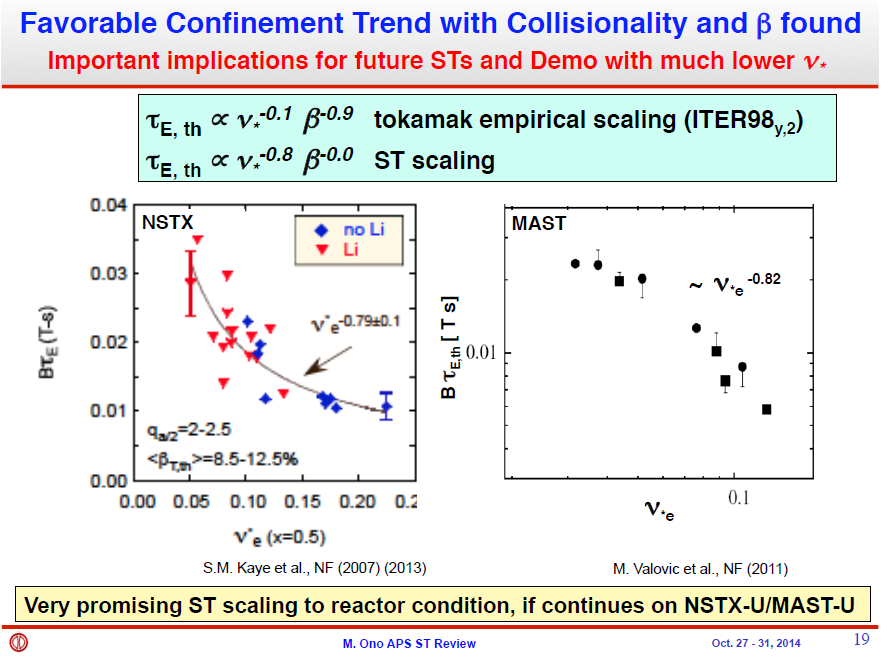 Favorable Confinement Trend with Collisionality and β found
Important implications for future STs and Demo with much lower ν*
τE, th ∝ ν*-0.1 β-0.9 tokamak empirical scaling (ITER98y,2)
τE, th ∝ ν*-0.8 β-0.0 ST scaling
0.04
NSTX
no Li
Li
0.03
ν*e-0.79±0.1
0.02
BτE (T-s)
0.01
qa/2=2-2.5
<βT,th>=8.5-12.5%
0.00
0.00 0.05 0.10 0.15 0.20 0.2
ν*e (x=0.5)
MAST
~ ν*e-0.82
B τE,th [ T s]
0.01
0.1
ν*e
S.M. Kaye et al., NF (2007) (2013)
M. Valovic et al., NF (2011)
Very promising ST scaling to reactor condition, if continues on NSTX-U/MAST-U
M. Ono APS ST Review
Oct. 27 - 31, 2014
19